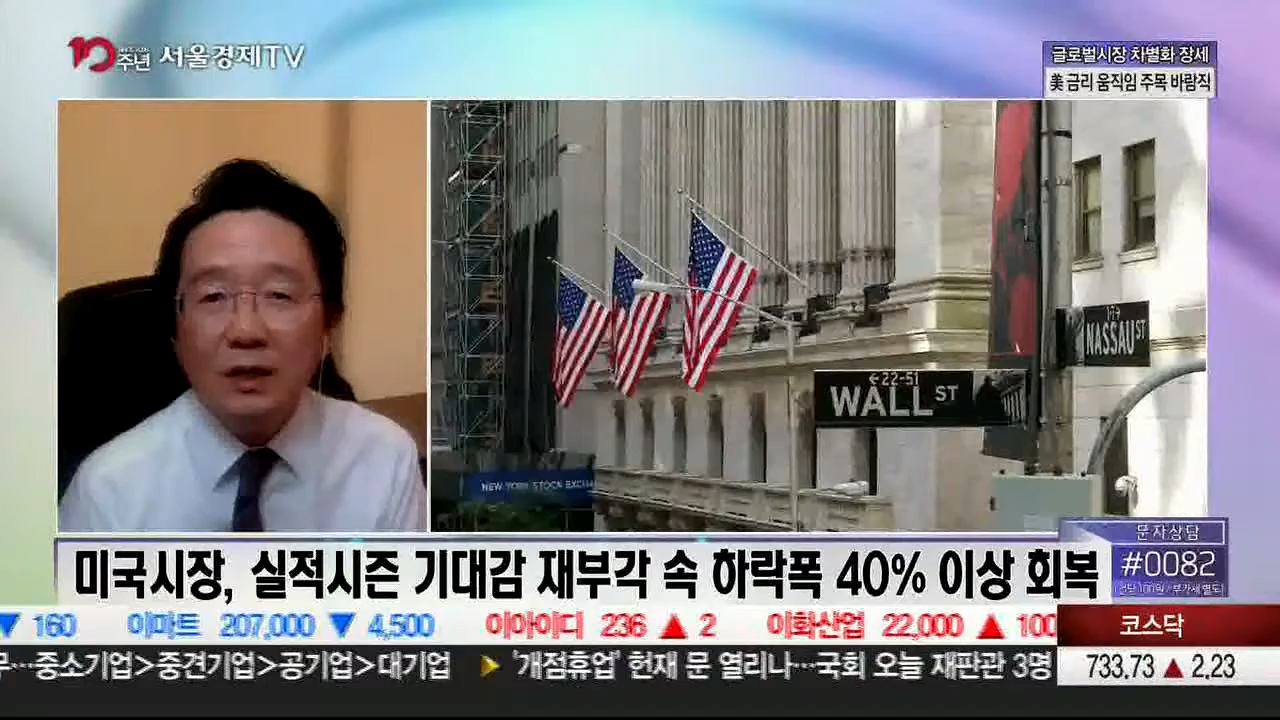 10주년 서울경제TV
글로벌시장 차별화 장세
美 금리 움직임 주목 바람직
179
NASSAU ST
←22-51
WALL ST
NEW YORK STOCK EXCH
문자상담
#0082
미국시장, 실적시즌 기대감 재부각 속 하락폭 40% 이상 회복
▼ 160 이마트 207,000 ▼ 4,500 이아이디 236 ▲ 2 이화산업 22,000 ▲ 100
코스닥
…중소기업>중견기업>공기업>대기업 ▶ '개점휴업' 헌재 문 열리나…국회 오늘 재판관 3명
733.73 ▲ 2.23